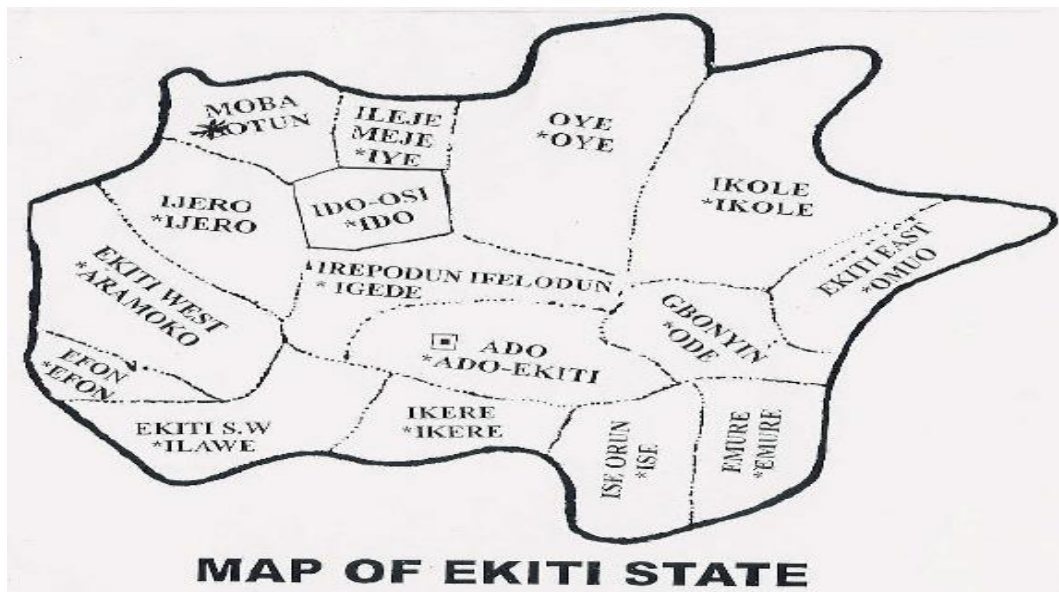 MOBA
*OTUN
ILEJE
MEJE
*IYE
OYE
*OYE
IKOLE
*IKOLE
IJERO
*IJERO
IDO-OSI
*IDO
EKITI EAST
*OMUO
EKITI WEST
*ARAMOKO
IREPODUN IFELODUN
* IGEDE
GBONYIN
*ODE
ADO
*ADO-EKITI
EFON
*EFON
EKITI S.W
*ILAWE
IKERE
*IKERE
ISE ORUN
*ISE
EMURE
*EMURE
MAP OF EKITI STATE